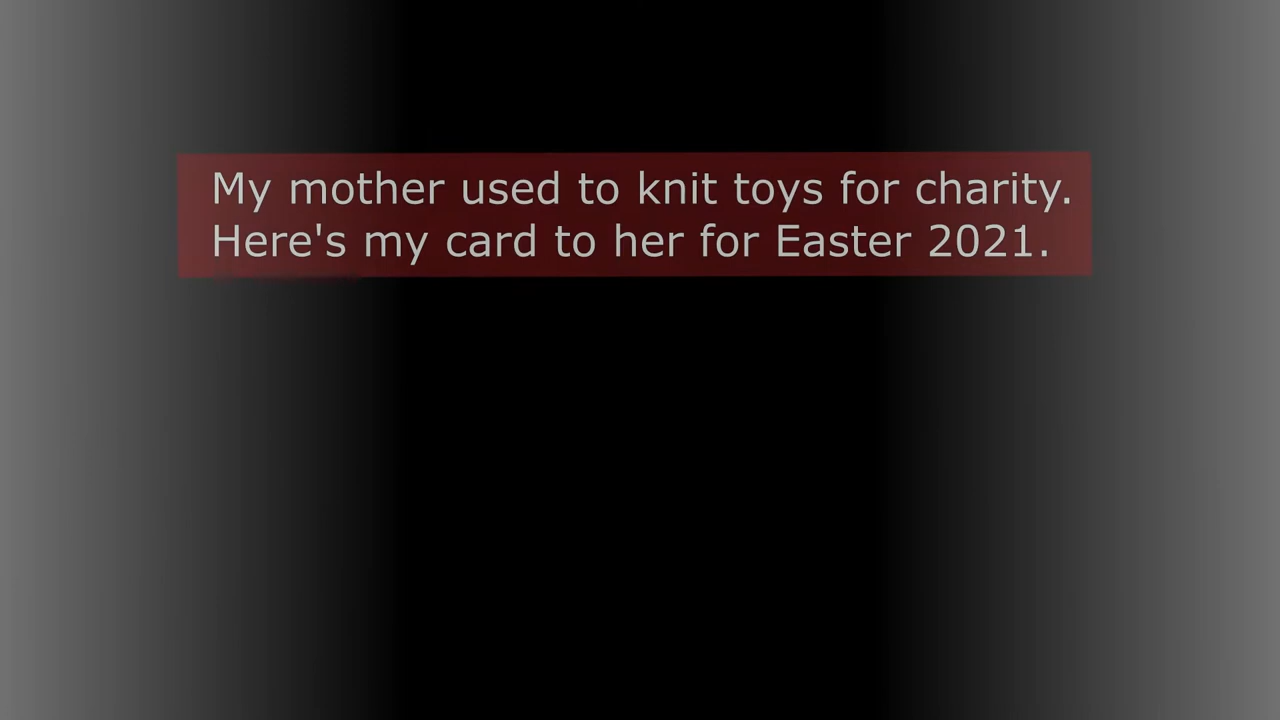 My mother used to knit toys for charity.
Here's my card to her for Easter 2021.